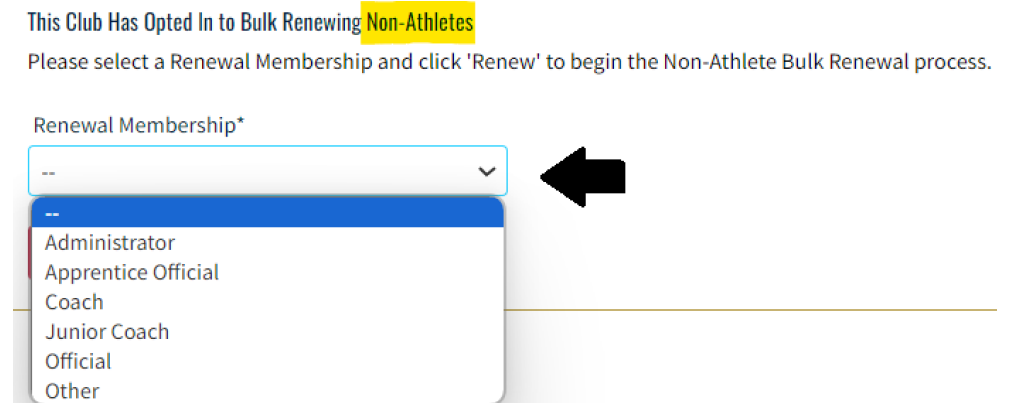 This Club Has Opted In to Bulk Renewing Non-Athletes
Please select a Renewal Membership and click 'Renew' to begin the Non-Athlete Bulk Renewal process.
Renewal Membership*
--
--
Administrator
Apprentice Official
Coach
Junior Coach
Official
Other